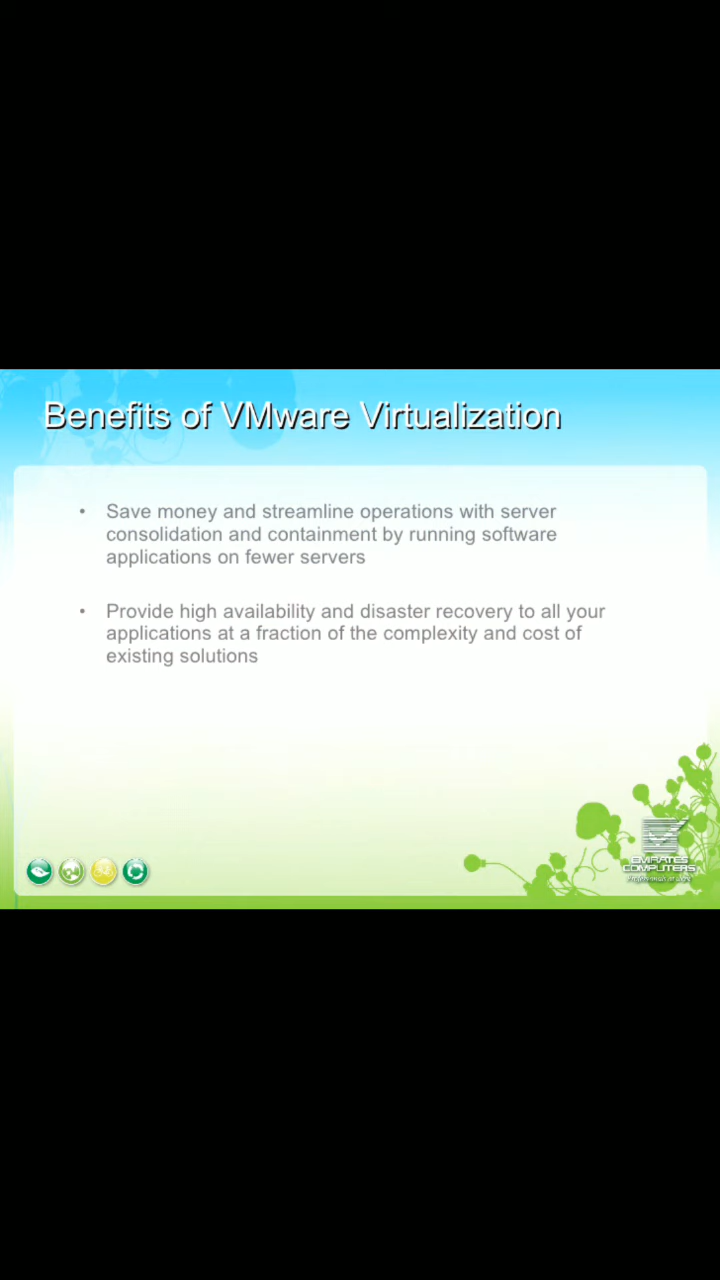 Benefits of VMware Virtualization
• Save money and streamline operations with server
consolidation and containment by running software
applications on fewer servers
• Provide high availability and disaster recovery to all your
applications at a fraction of the complexity and cost of
existing solutions
EMIRATES
COMPUTERS